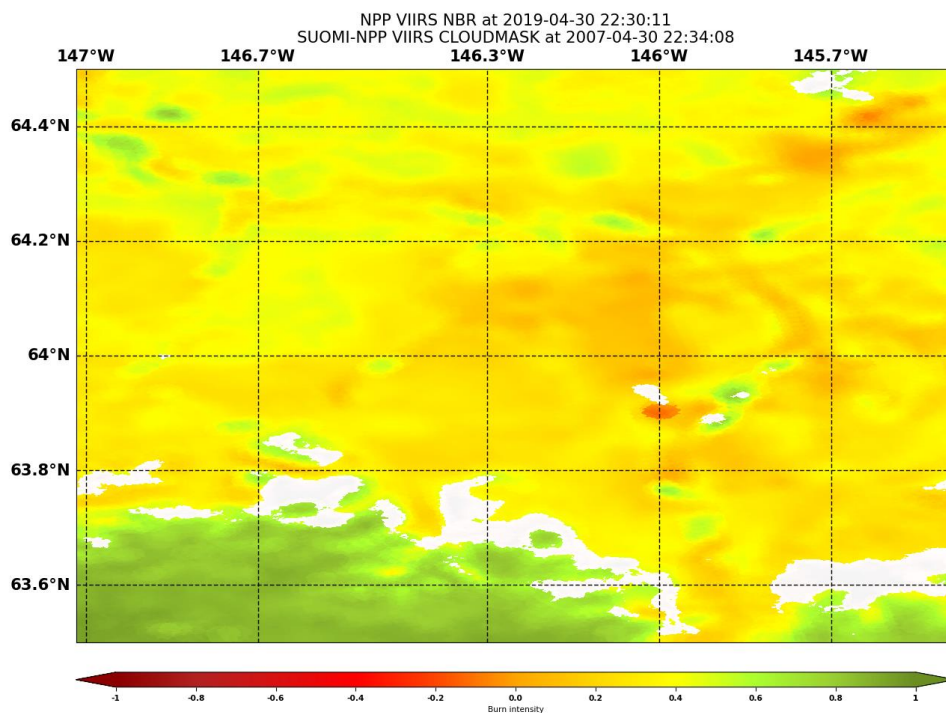 NPP VIIRS NBR at 2019-04-30 22:30:11
SUOMI-NPP VIIRS CLOUDMASK at 2007-04-30 22:34:08
147°W 146.7°W 146.3°W 146°W 145.7°W
64.4°N
64.2°N
64°N
63.8°N
63.6°N
-1 -0.8 -0.6 -0.4 -0.2 0.0 0.2 0.4 0.6 0.8 1
Burn intensity